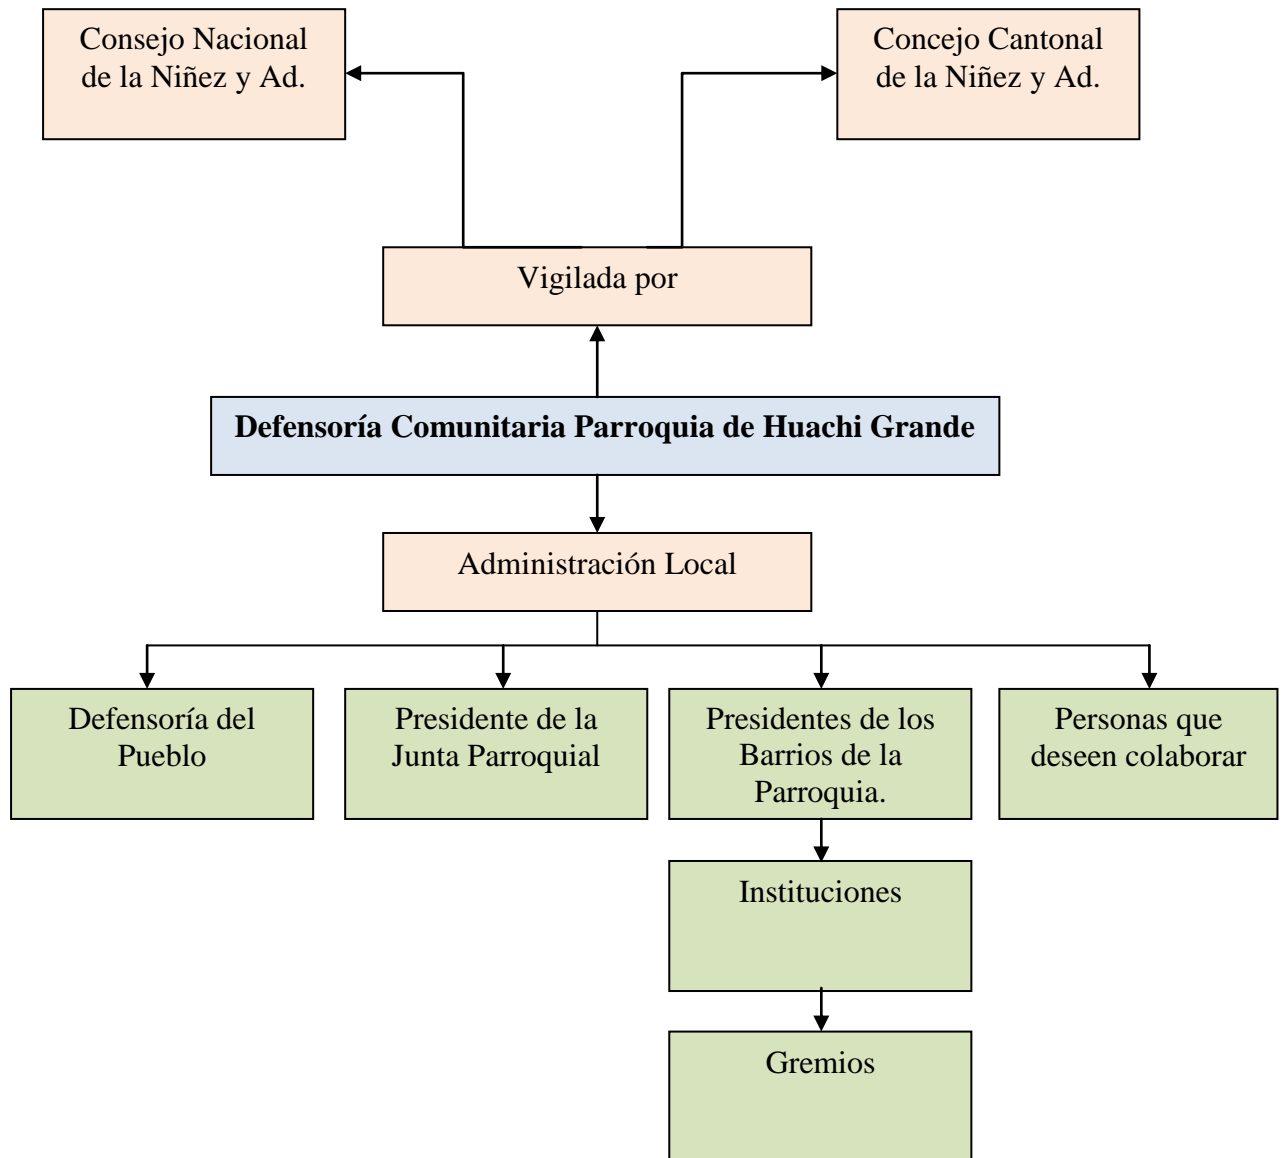 Consejo Nacional
de la Niñez y Ad.
Concejo Cantonal
de la Niñez y Ad.
Vigilada por
Defensoría Comunitaria Parroquia de Huachi Grande
Administración Local
Defensoría del
Pueblo
Presidente de la
Junta Parroquial
Presidentes de los
Barrios de la
Parroquia.
Personas que
deseen colaborar
Instituciones
Gremios